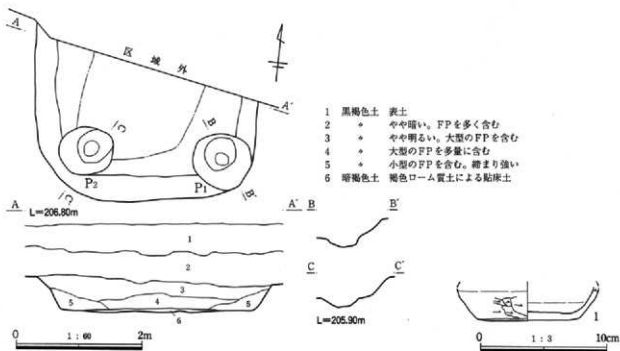 A
区域外
A′
C
B
P2
P1
C′
B′
1 黒褐色土 表土
2 〃 やや暗い。FPを多く含む
3 〃 やや明るい。大型のFPを含む
4 〃 大型のFPを多量に含む
5 〃 小型のFPを含む。締まり強い
6 暗褐色土 褐色ローム質土による貼床土
A
L=206.80m
A′
1
2
3
4
5
5
6
0 1:60 2m
B
B′
C
C′
L=205.90m
1
0 1:3 10cm